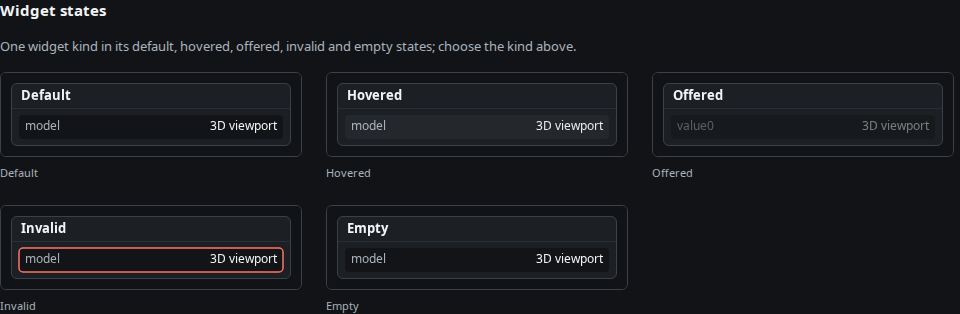 Widget states
One widget kind in its default, hovered, offered, invalid and empty states; choose the kind above.
Default
model 3D viewport
Default
Hovered
model 3D viewport
Hovered
Offered
value0 3D viewport
Offered
Invalid
model 3D viewport
Invalid
Empty
model 3D viewport
Empty